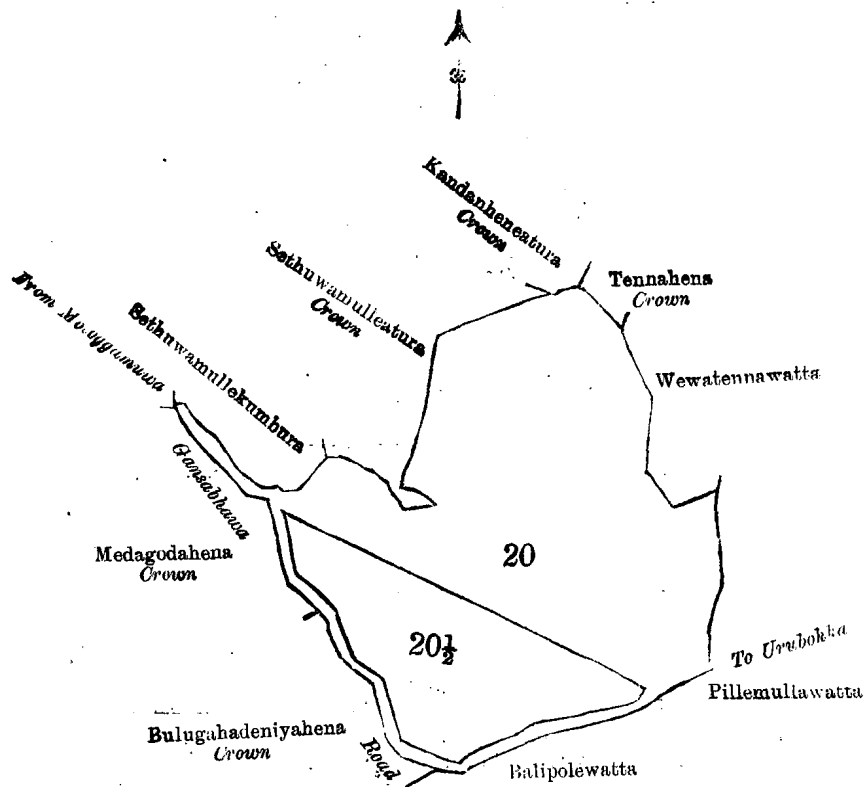 Kandanheneatura
Crown
Sethuwamulleatura
Crown
Tennahena
Crown
From
Sethuwamullekumbura
Wewatennawatta
Gansabhawa
Medagodahena
Crown
20
20½
To Urubokka
Pillemullawatta
Bulugahadeniyahena
Crown
Road
Balipolewatta